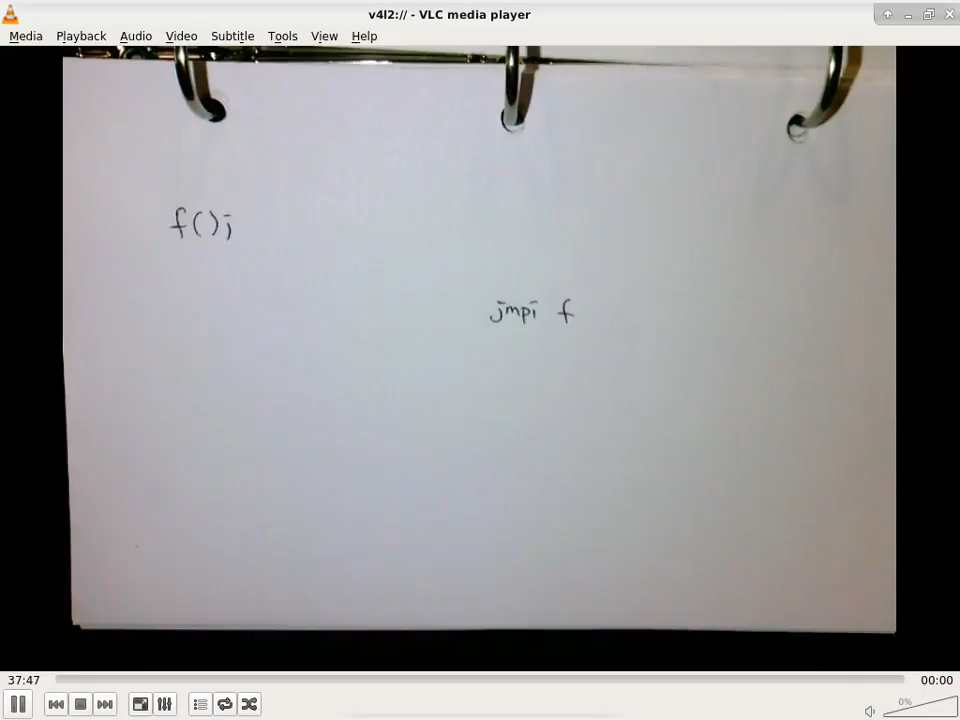 v4l2:// - VLC media player
Media Playback Audio Video Subtitle Tools View Help
f();
jmpi f
37:47 00:00
0%